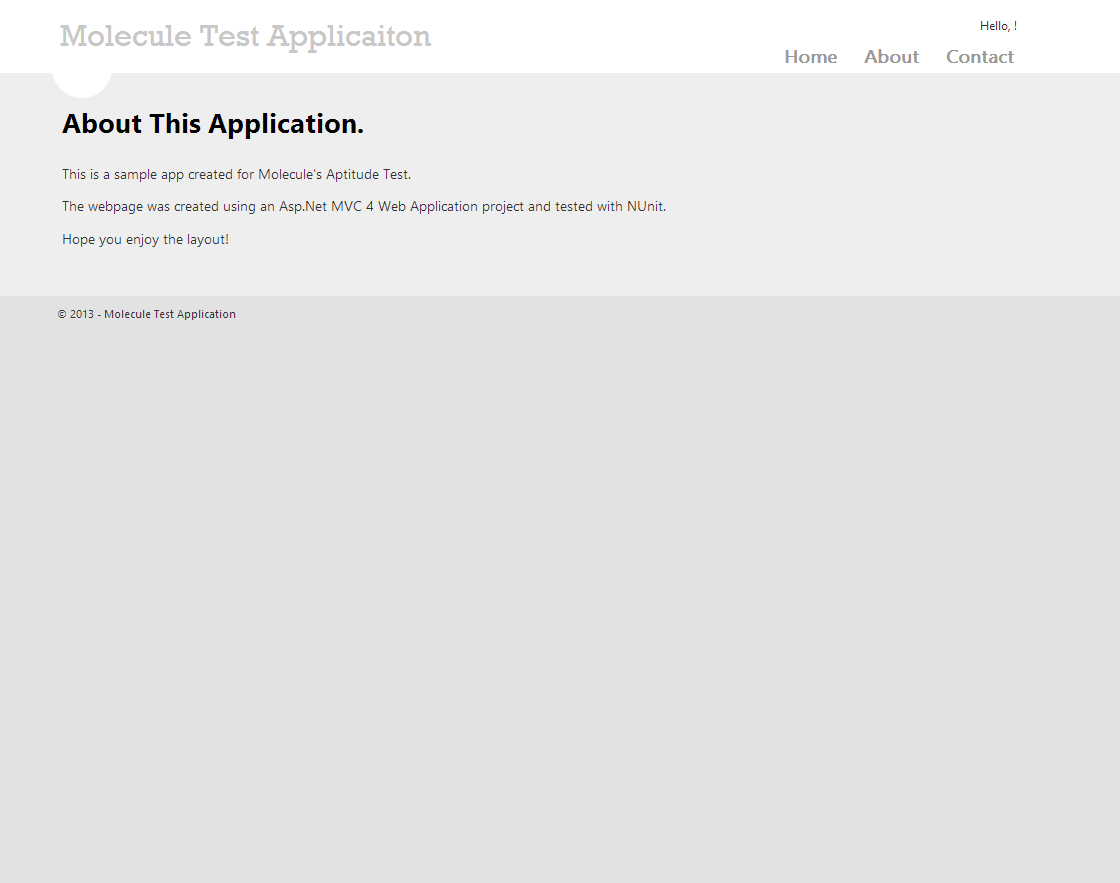 Molecule Test Applicaiton
Hello, !
Home About Contact
About This Application.
This is a sample app created for Molecule's Aptitude Test.
The webpage was created using an Asp.Net MVC 4 Web Application project and tested with NUnit.
Hope you enjoy the layout!
© 2013 - Molecule Test Application